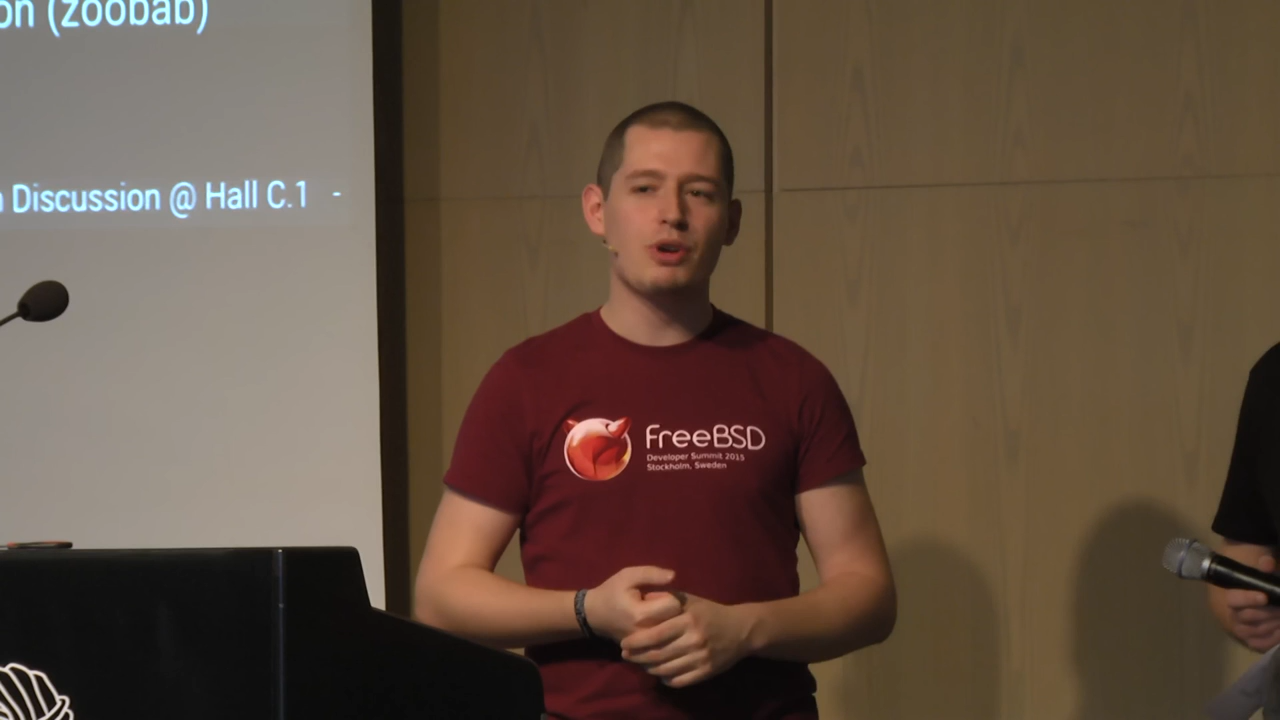 on (zoobab)
Discussion @ Hall C.1 -
FreeBSD
Developer Summit 2015
Stockholm, Sweden